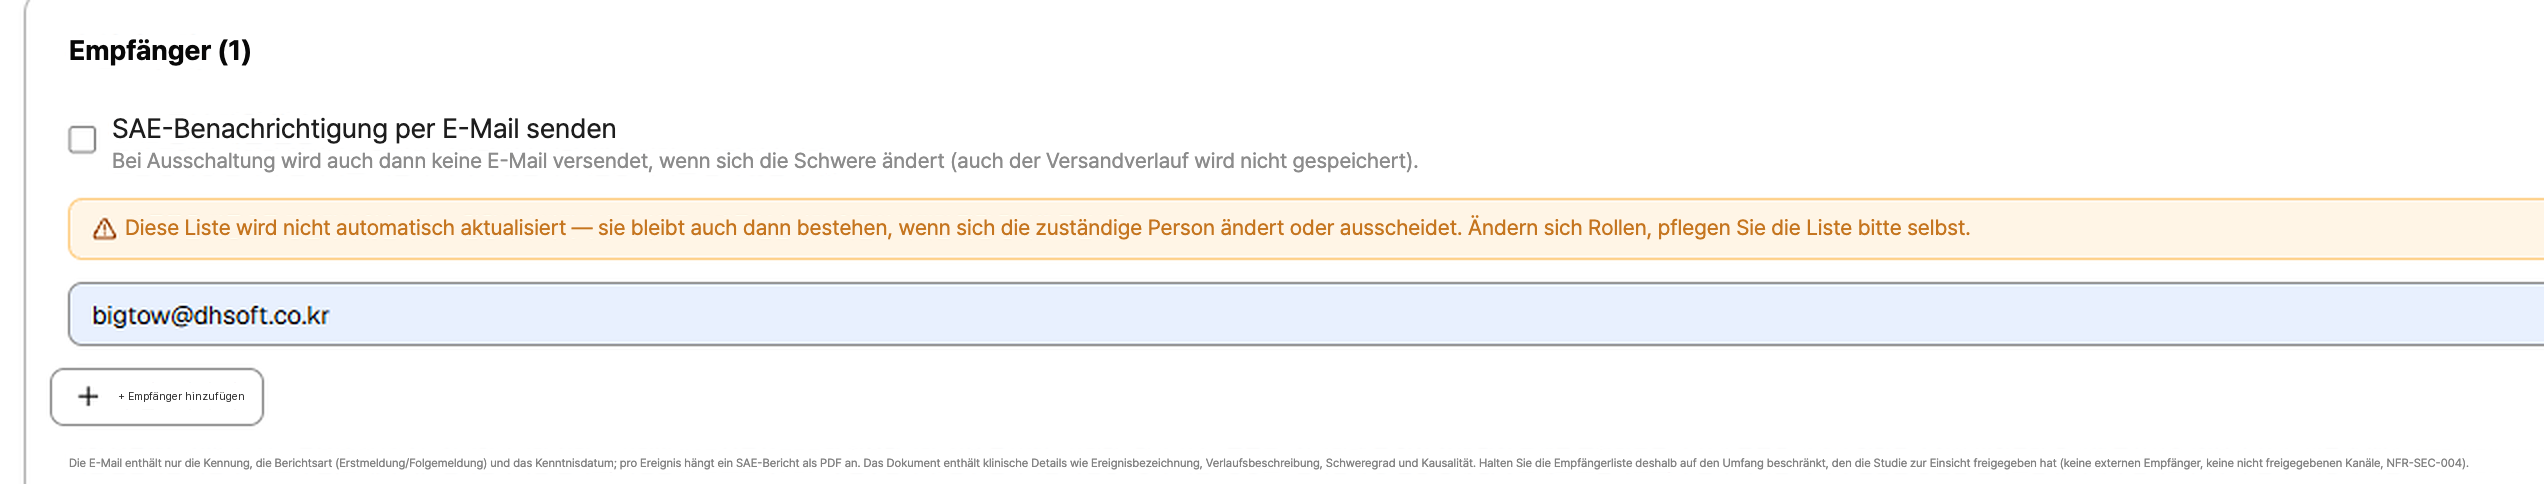 Empfänger (1)
SAE-Benachrichtigung per E-Mail senden
Bei Ausschaltung wird auch dann keine E-Mail versendet, wenn sich die Schwere ändert (auch der Versandverlauf wird nicht gespeichert).
Diese Liste wird nicht automatisch aktualisiert — sie bleibt auch dann bestehen, wenn sich die zuständige Person ändert oder ausscheidet. Ändern sich Rollen, pflegen Sie die Liste bitte selbst.
bigtow@dhsoft.co.kr
+ + Empfänger hinzufügen
Die E-Mail enthält nur die Kennung, die Berichtsart (Erstmeldung/Folgemeldung) und das Kenntnisdatum; pro Ereignis hängt ein SAE-Bericht als PDF an. Das Dokument enthält klinische Details wie Ereignisbezeichnung, Verlaufsbeschreibung, Schweregrad und Kausalität. Halten Sie die Empfängerliste deshalb auf den Umfang beschränkt, den die Studie zur Einsicht freigegeben hat (keine externen Empfänger, keine nicht freigegebenen Kanäle, NFR-SEC-004).